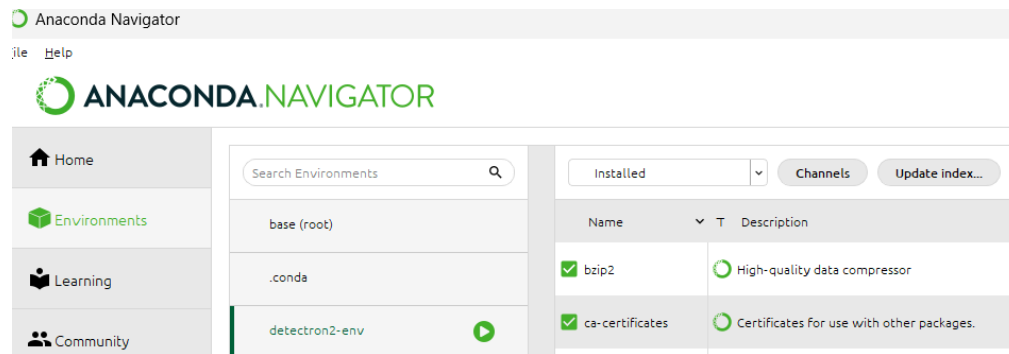 Anaconda Navigator
ile Help
ANACONDA.NAVIGATOR
Home
Environments
Learning
Community
Search Environments
base (root)
.conda
detectron2-env
Installed Channels Update index...
Name T Description
bzip2 High-quality data compressor
ca-certificates Certificates for use with other packages.